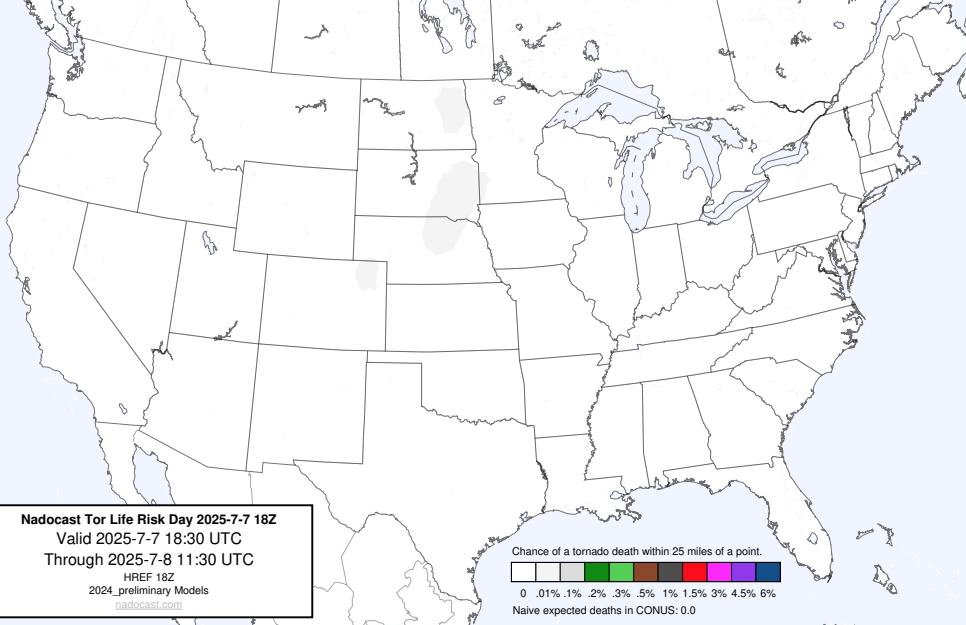 Nadocast Tor Life Risk Day 2025-7-7 18Z
Valid 2025-7-7 18:30 UTC
Through 2025-7-8 11:30 UTC
HREF 18Z
2024_preliminary Models
nadocast.com
Chance of a tornado death within 25 miles of a point.
0 .01% .1% .2% .3% .5% 1% 1.5% 3% 4.5% 6%
Naive expected deaths in CONUS: 0.0